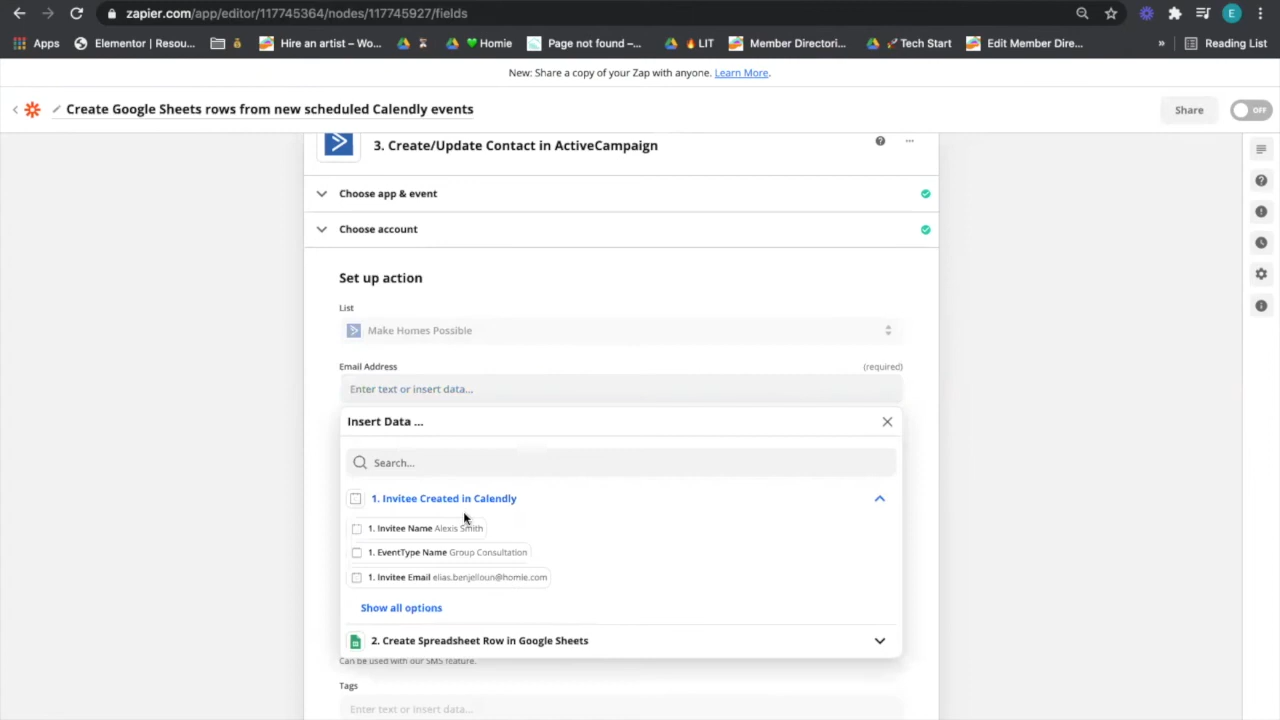 zapier.com/app/editor/117745364/nodes/117745927/fields
E
Apps
Elementor | Resou...
Hire an artist – Wo...
Homie
Page not found –...
LIT
Member Directori...
Tech Start
Edit Member Dire...
»
Reading List
New: Share a copy of your Zap with anyone. Learn More.
Create Google Sheets rows from new scheduled Calendly events
Share
OFF
3. Create/Update Contact in ActiveCampaign
Choose app & event
Choose account
Set up action
List
Make Homes Possible
Email Address
(required)
Enter text or insert data...
Insert Data ...
Search...
1. Invitee Created in Calendly
1. Invitee Name Alexis Smith
1. EventType Name Group Consultation
1. Invitee Email elias.benjelloun@homie.com
Show all options
2. Create Spreadsheet Row in Google Sheets
Can be used with our SMS feature.
Tags
Enter text or insert data...